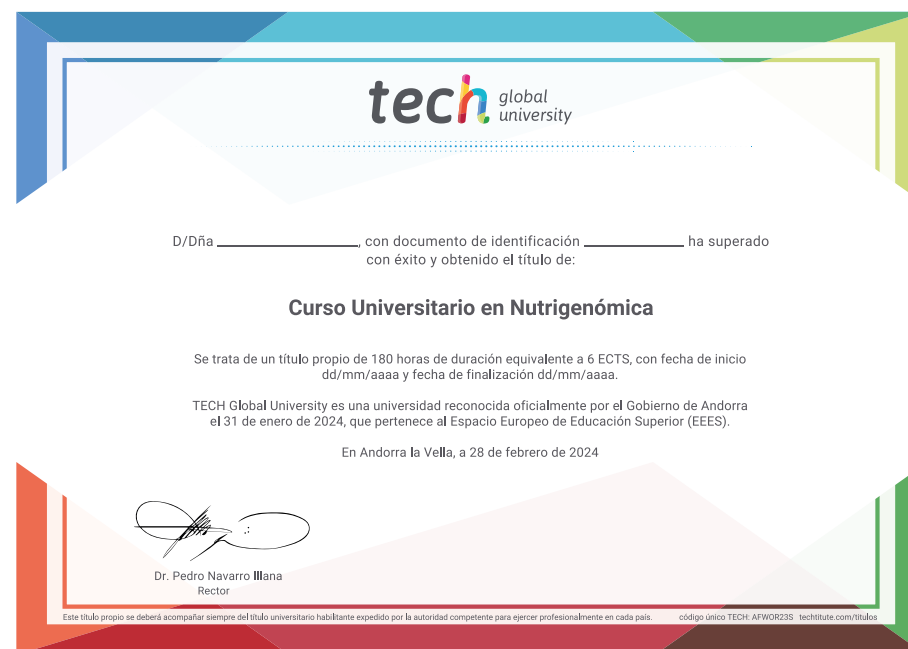 tech global university
D/Dña ____________, con documento de identificación ____________ ha superado
con éxito y obtenido el título de:
Curso Universitario en Nutrigenómica
Se trata de un título propio de 180 horas de duración equivalente a 6 ECTS, con fecha de inicio
dd/mm/aaaa y fecha de finalización dd/mm/aaaa.
TECH Global University es una universidad reconocida oficialmente por el Gobierno de Andorra
el 31 de enero de 2024, que pertenece al Espacio Europeo de Educación Superior (EEES).
En Andorra la Vella, a 28 de febrero de 2024
Dr. Pedro Navarro Illana
Rector
Este título propio se deberá acompañar siempre del título universitario habilitante expedido por la autoridad competente para ejercer profesionalmente en cada país. código único TECH: AFWOR23S techtitute.com/titulos